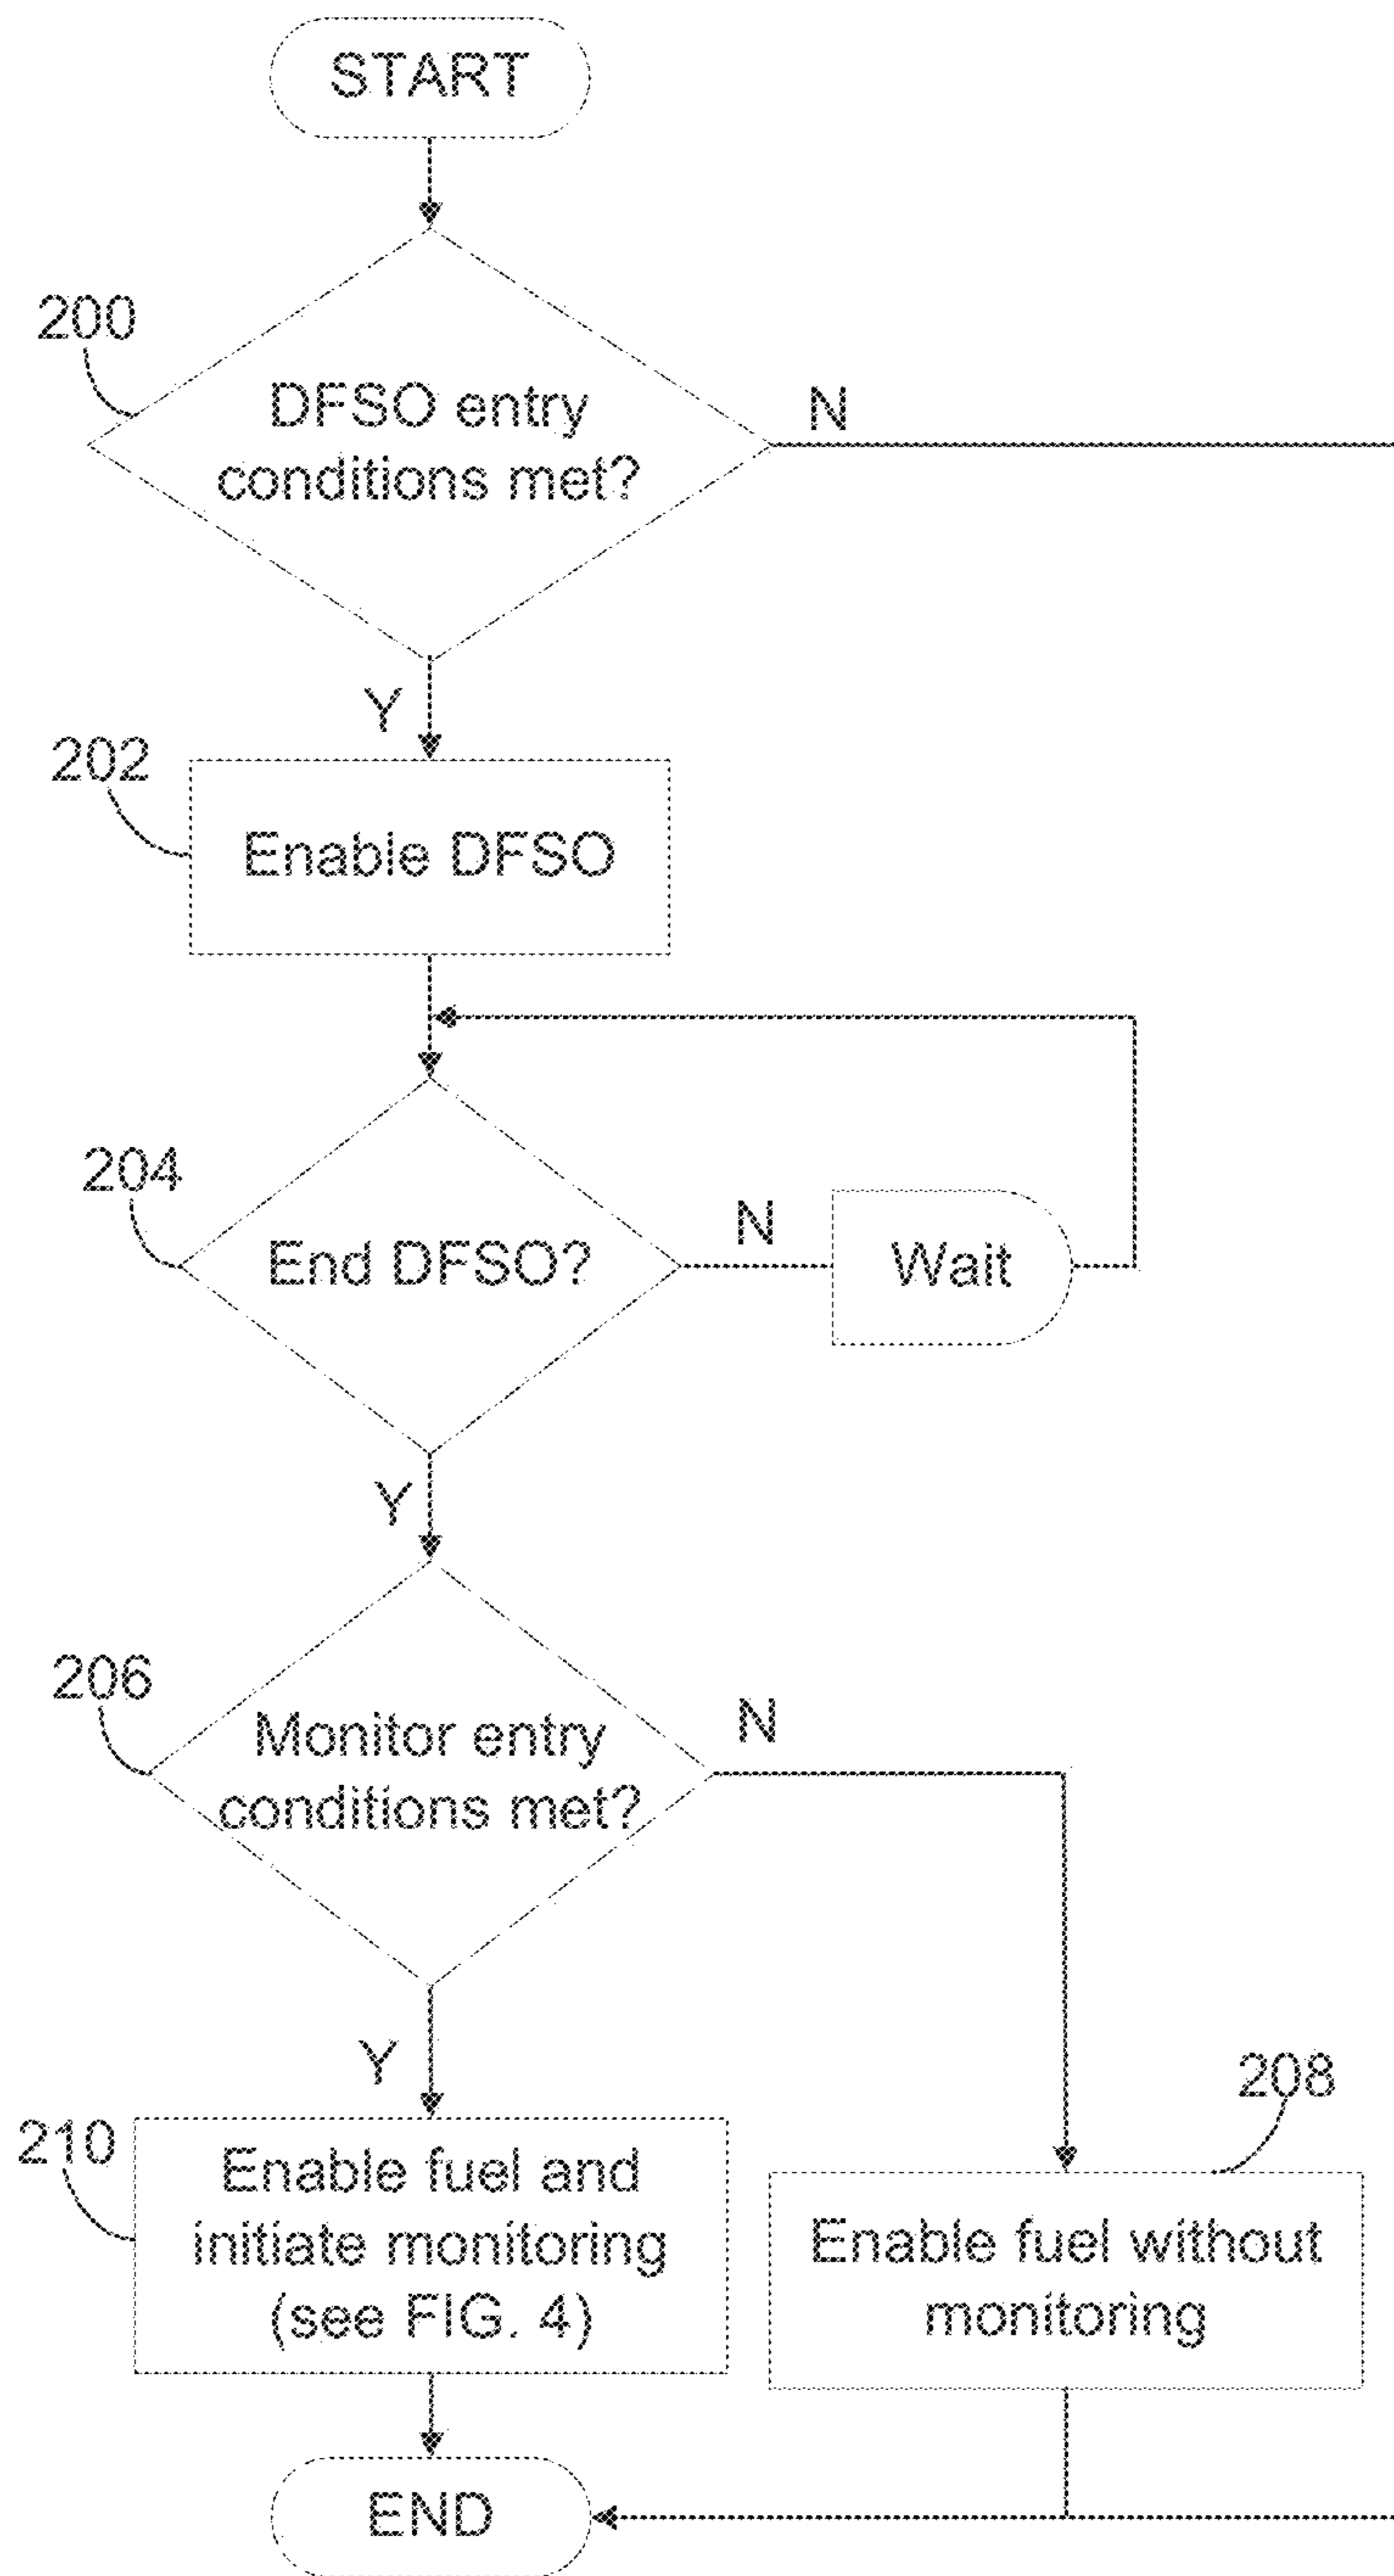 START
200
DFSO entry
conditions met?
N
Y
202
Enable DFSO
204
End DFSO?
N
Wait
Y
206
Monitor entry
conditions met?
N
Y
208
210
Enable fuel and
initiate monitoring
(see FIG. 4)
Enable fuel without
monitoring
END